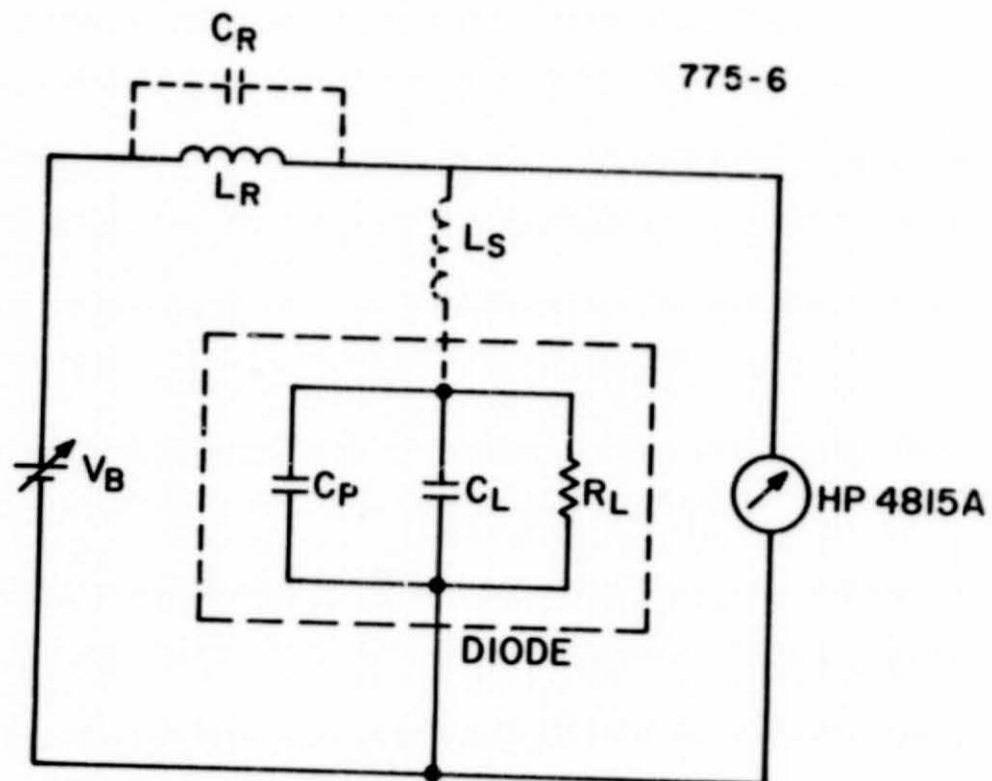 C_R
775-6
L_R
L_S
V_B
C_P
C_L
R_L
HP 4815A
DIODE